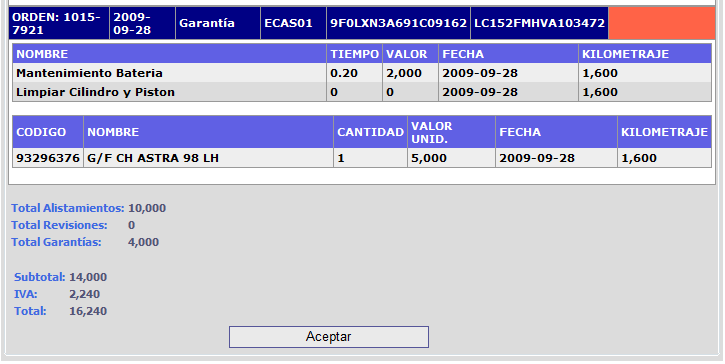 ORDEN: 1015-7921 2009-09-28 Garantía ECAS01 9F0LXN3A691C09162 LC152FMHVA103472
NOMBRE TIEMPO VALOR FECHA KILOMETRAJE
Mantenimiento Bateria 0.20 2,000 2009-09-28 1,600
Limpiar Cilindro y Piston 0 0 2009-09-28 1,600
CODIGO NOMBRE CANTIDAD VALOR UNID. FECHA KILOMETRAJE
93296376 G/F CH ASTRA 98 LH 1 5,000 2009-09-28 1,600
Total Alistamientos: 10,000
Total Revisiones: 0
Total Garantías: 4,000
Subtotal: 14,000
IVA: 2,240
Total: 16,240
Aceptar